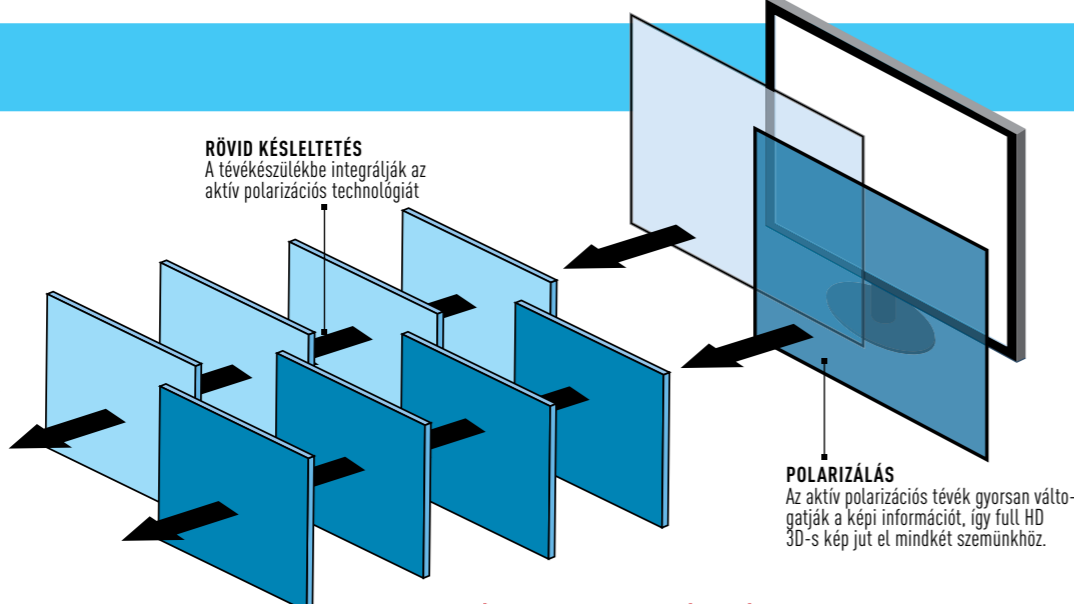 RÖVID KÉSLELTETÉS
A tévékészülékbe integrálják az
aktív polarizációs technológiát
POLARIZÁLÁS
Az aktív polarizációs tévék gyorsan válto-
gatják a képi információt, így full HD
3D-s kép jut el mindkét szemünkhöz.